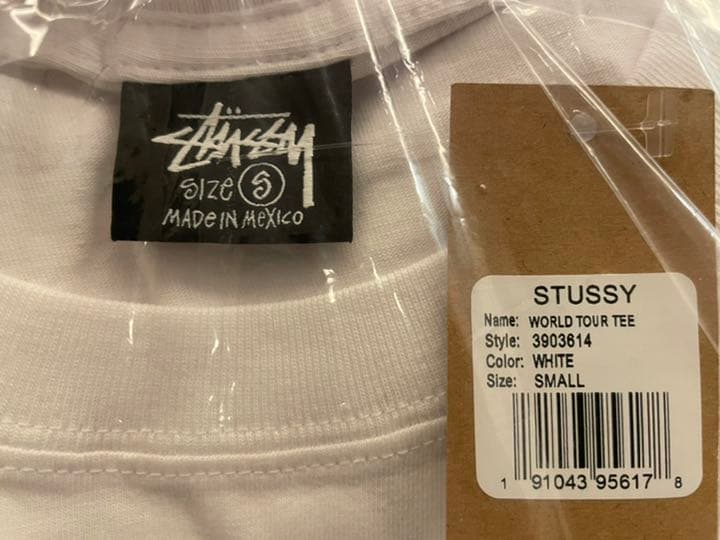 STÜSSY
SIZE S
MADE IN MEXICO
STUSSY
Name: WORLD TOUR TEE
Style: 3903614
Color: WHITE
Size: SMALL
1 91043 95617 8